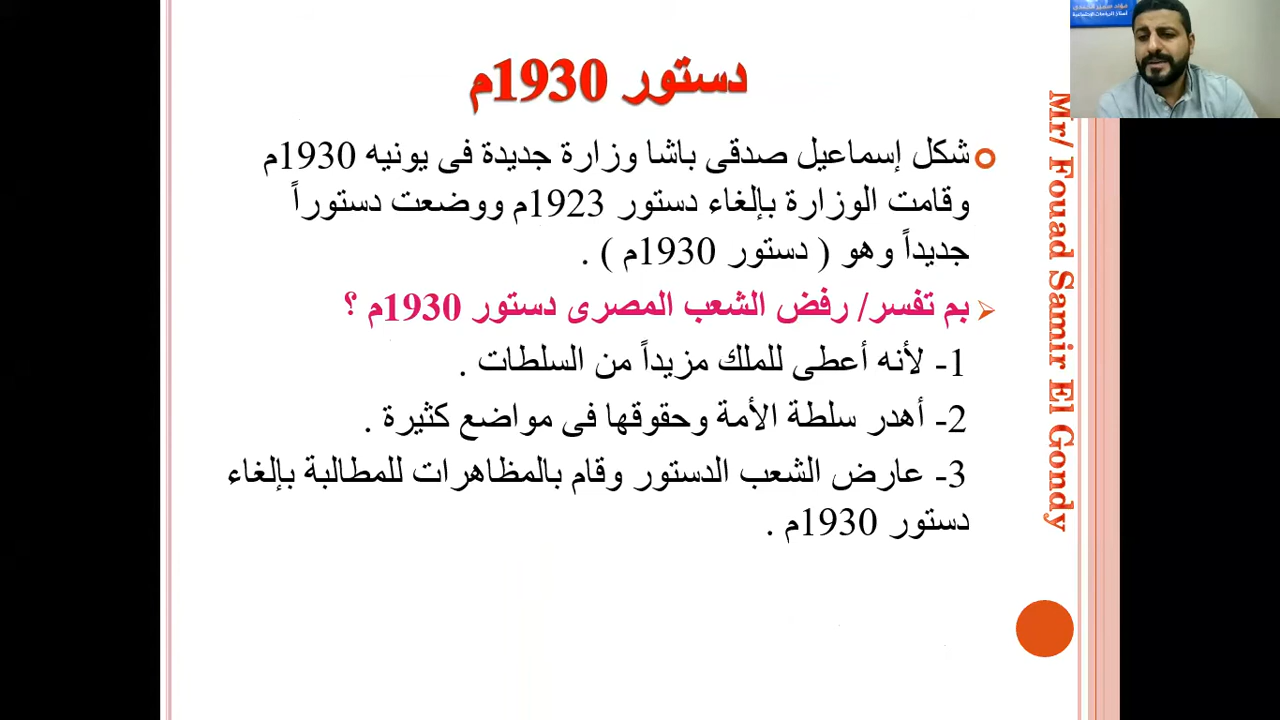 دستور 1930م
شكل إسماعيل صدقى باشا وزارة جديدة فى يونيه 1930م
وقامت الوزارة بإلغاء دستور 1923م ووضعت دستوراً
جديداً وهو ( دستور 1930م ) .
بم تفسر/ رفض الشعب المصرى دستور 1930م ؟
1- لأنه أعطى للملك مزيداً من السلطات .
2- أهدر سلطة الأمة وحقوقها فى مواضع كثيرة .
3- عارض الشعب الدستور وقام بالمظاهرات للمطالبة بإلغاء
دستور 1930م .
Mr/ Fouad Samir El Gondy